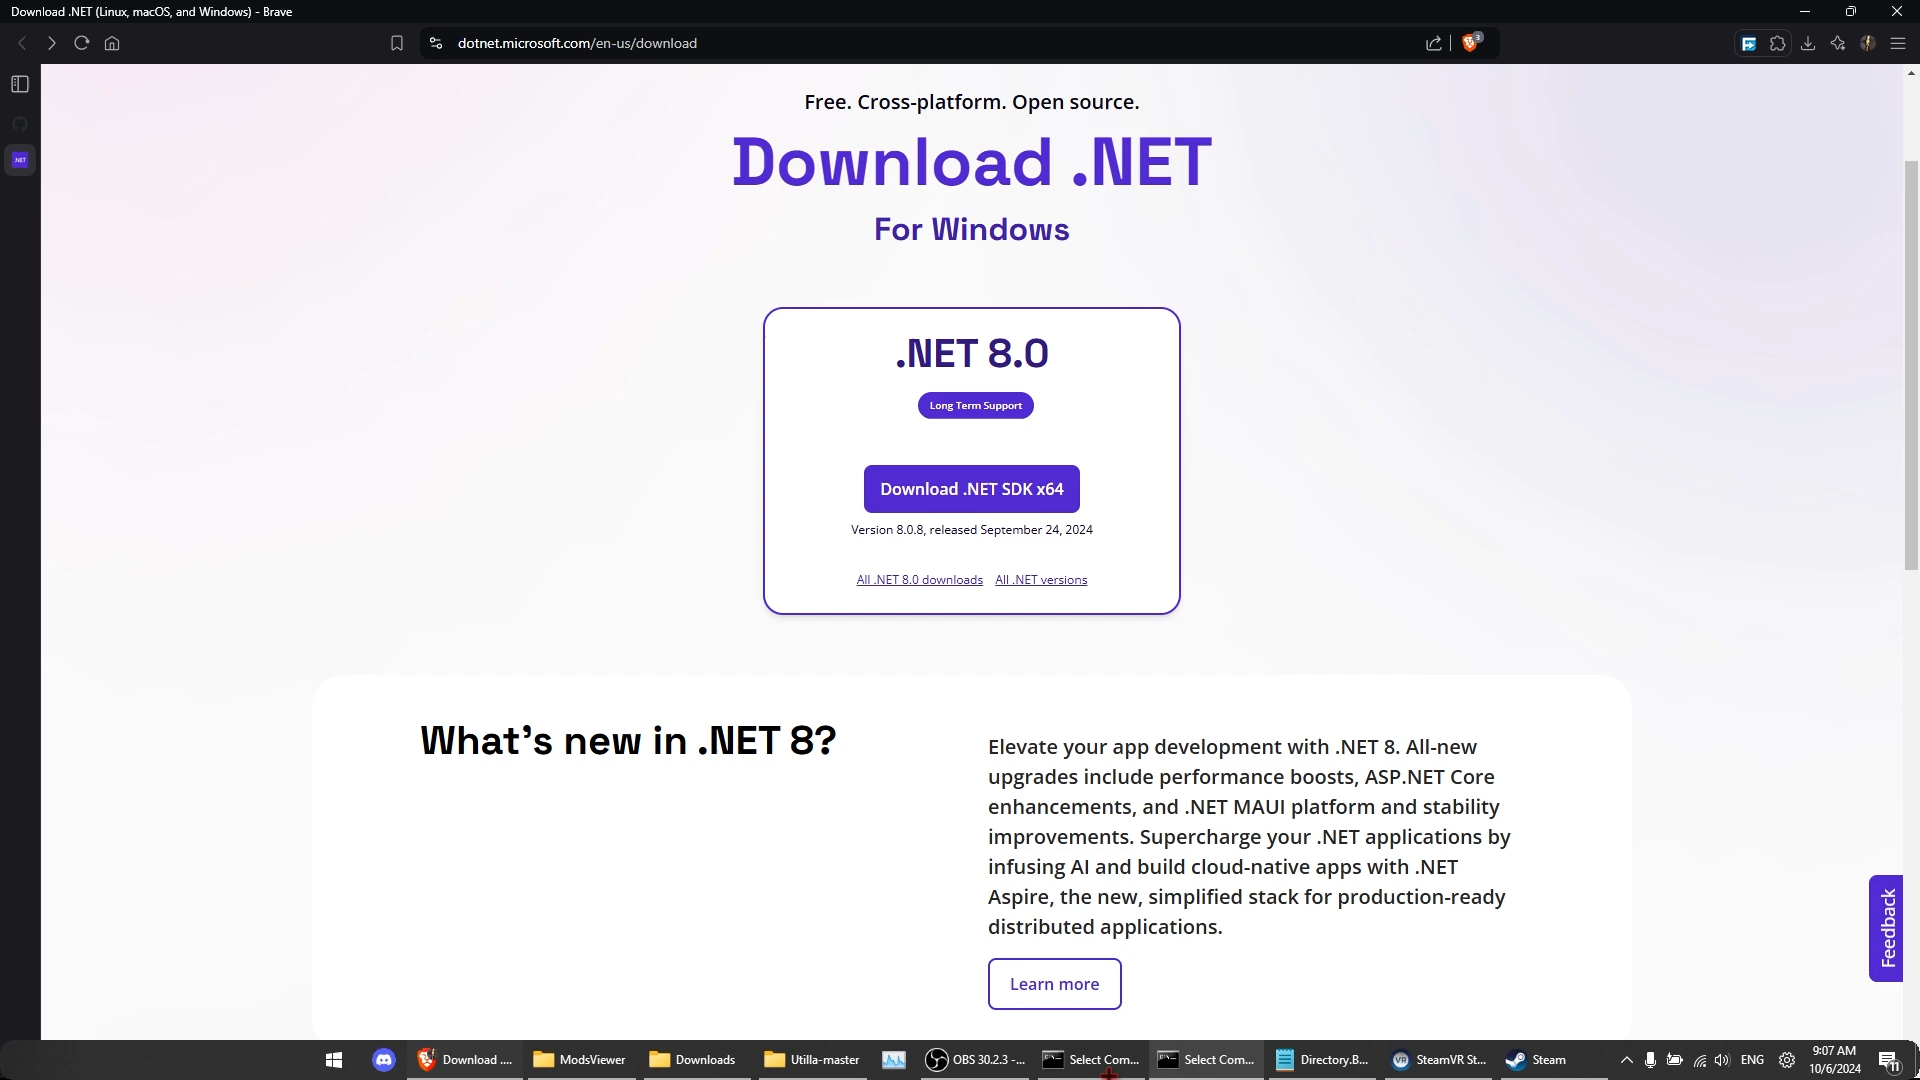 Download .NET (Linux, macOS, and Windows) - Brave
dotnet.microsoft.com/en-us/download
3
.NET
Free. Cross-platform. Open source.
Download .NET
For Windows
.NET 8.0
Long Term Support
Download .NET SDK x64
Version 8.0.8, released September 24, 2024
All .NET 8.0 downloads All .NET versions
What's new in .NET 8?
Elevate your app development with .NET 8. All-new
upgrades include performance boosts, ASP.NET Core
enhancements, and .NET MAUI platform and stability
improvements. Supercharge your .NET applications by
infusing AI and build cloud-native apps with .NET
Aspire, the new, simplified stack for production-ready
distributed applications.
Learn more
Feedback
Download ....
ModsViewer
Downloads
Utilla-master
OBS 30.2.3 -...
Select Com...
Select Com...
Directory.B...
VR
SteamVR St...
Steam
ENG
9:07 AM
10/6/2024
11